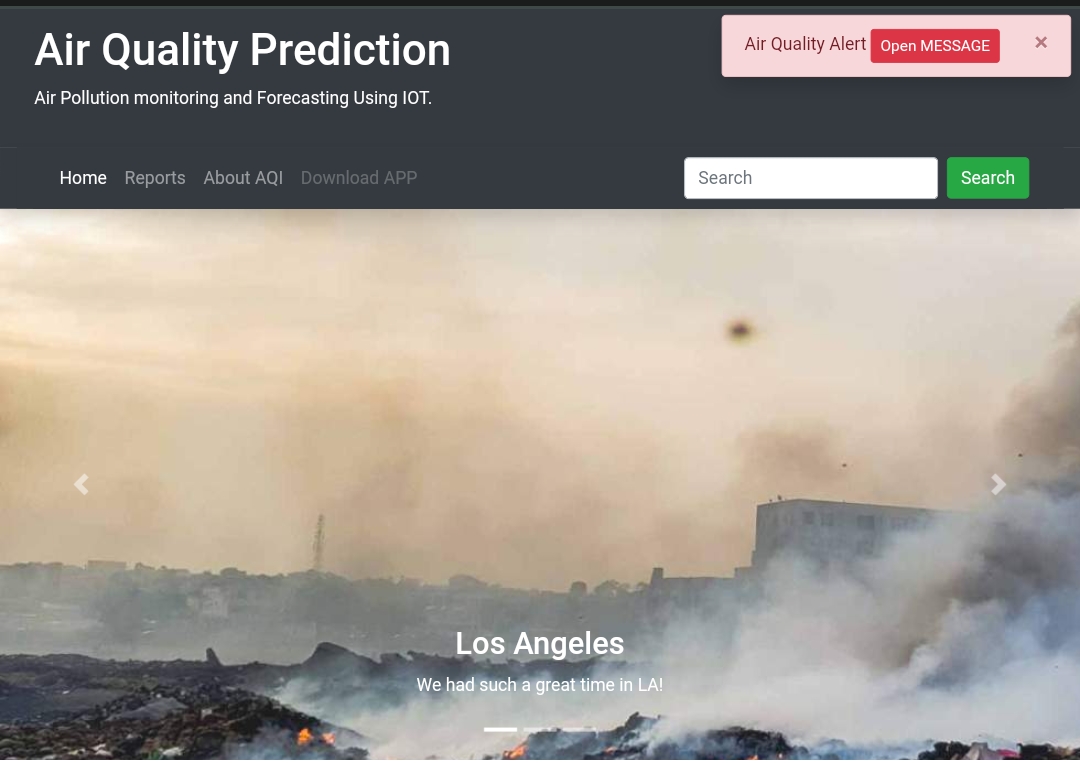 Air Quality Prediction
Air Pollution monitoring and Forecasting Using IOT.
Air Quality Alert Open MESSAGE ×
Home Reports About AQI Download APP
Search Search
Los Angeles
We had such a great time in LA!